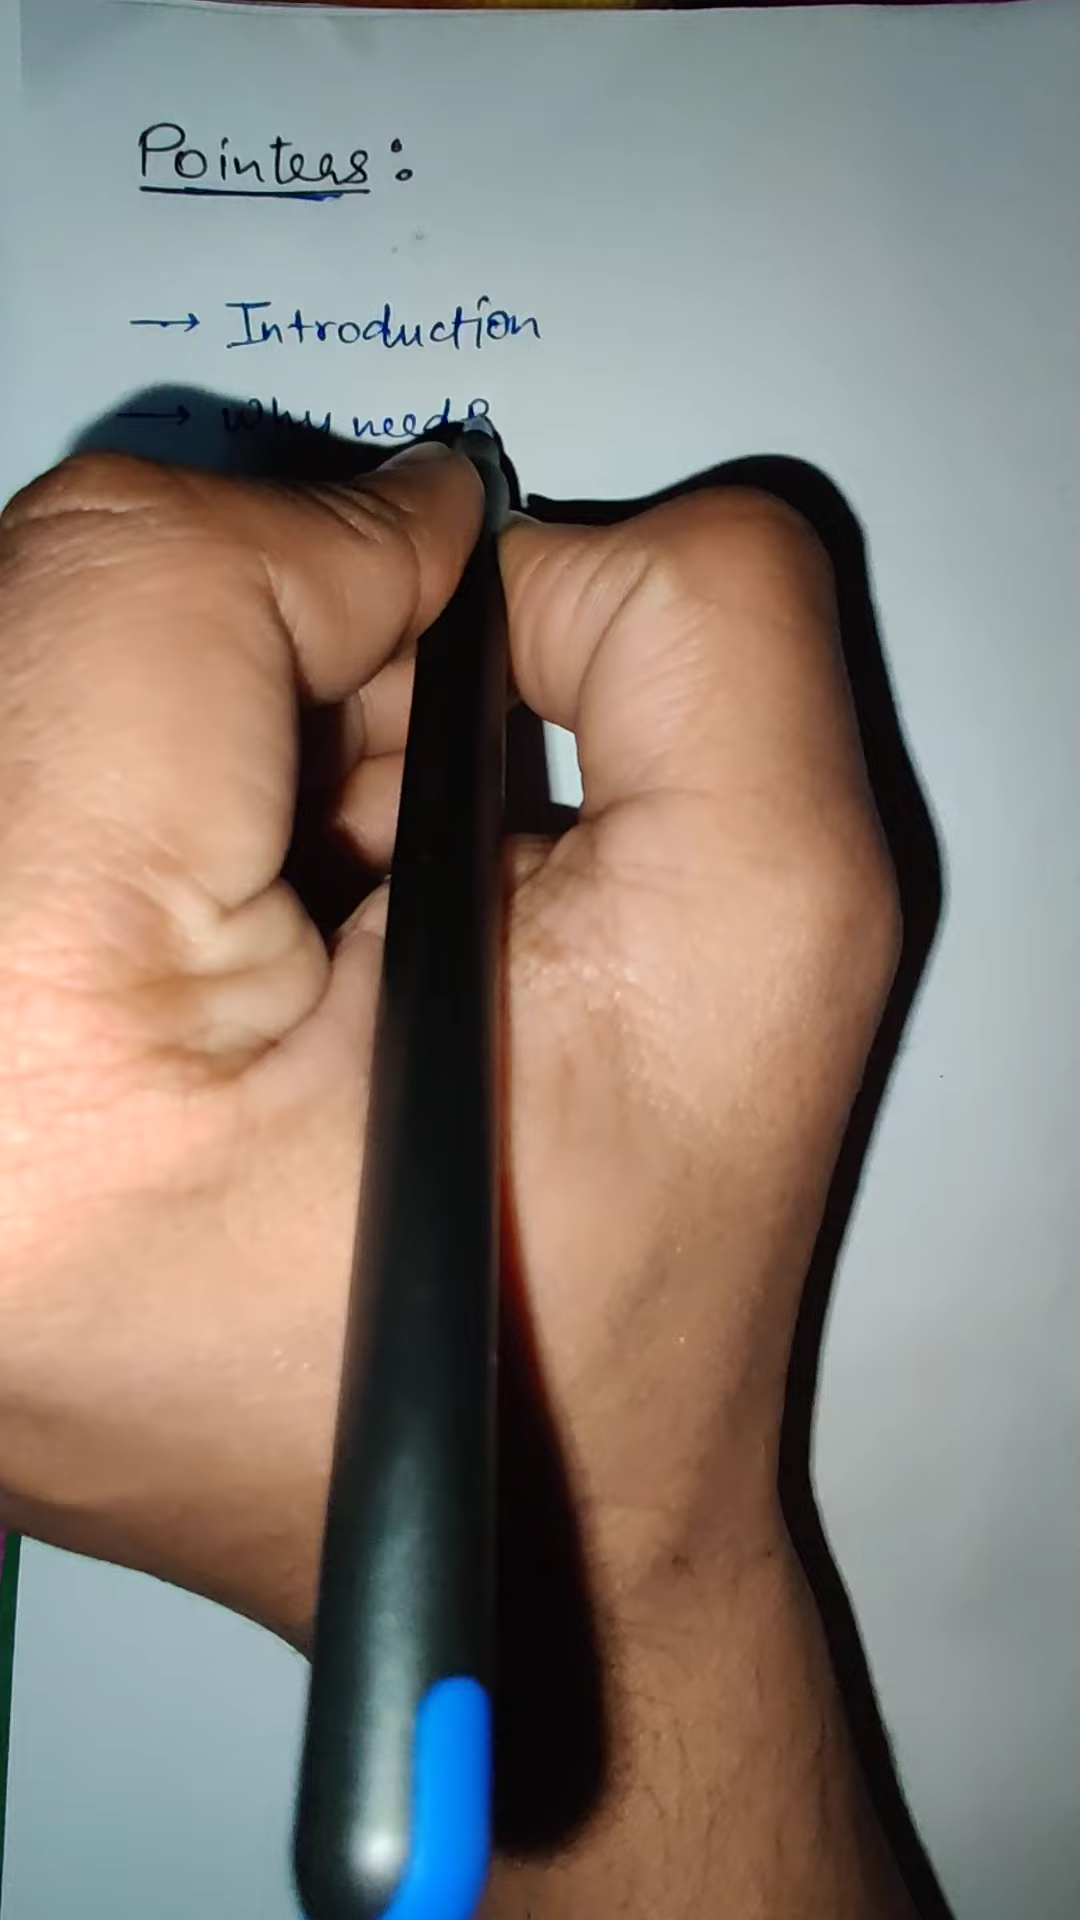 Pointers :
→ Introduction
→ Why need